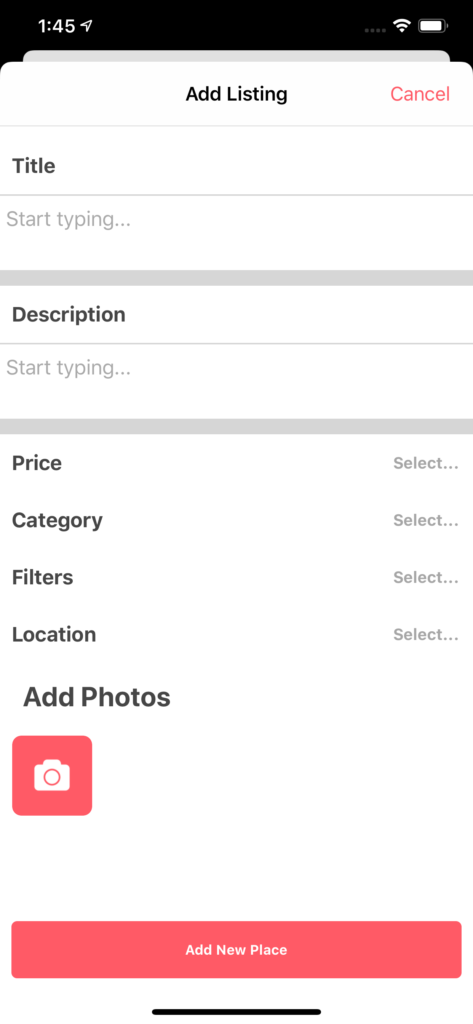 1:45
Add Listing Cancel
Title
Start typing...
Description
Start typing...
Price Select...
Category Select...
Filters Select...
Location Select...
Add Photos
Add New Place